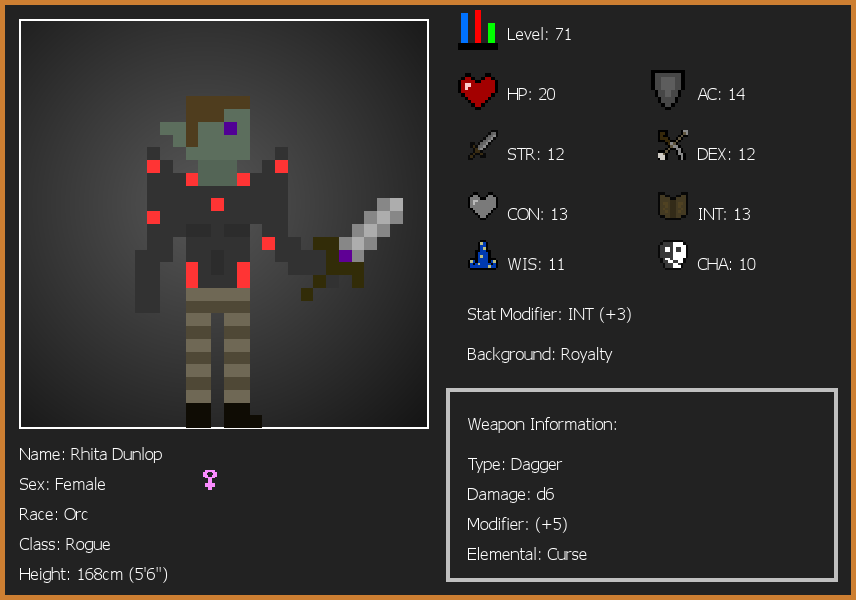 Level: 71
HP: 20
AC: 14
STR: 12
DEX: 12
CON: 13
INT: 13
WIS: 11
CHA: 10
Stat Modifier: INT (+3)
Background: Royalty
Weapon Information:
Type: Dagger
Damage: d6
Modifier: (+5)
Elemental: Curse
Name: Rhita Dunlop
Sex: Female
Race: Orc
Class: Rogue
Height: 168cm (5'6")